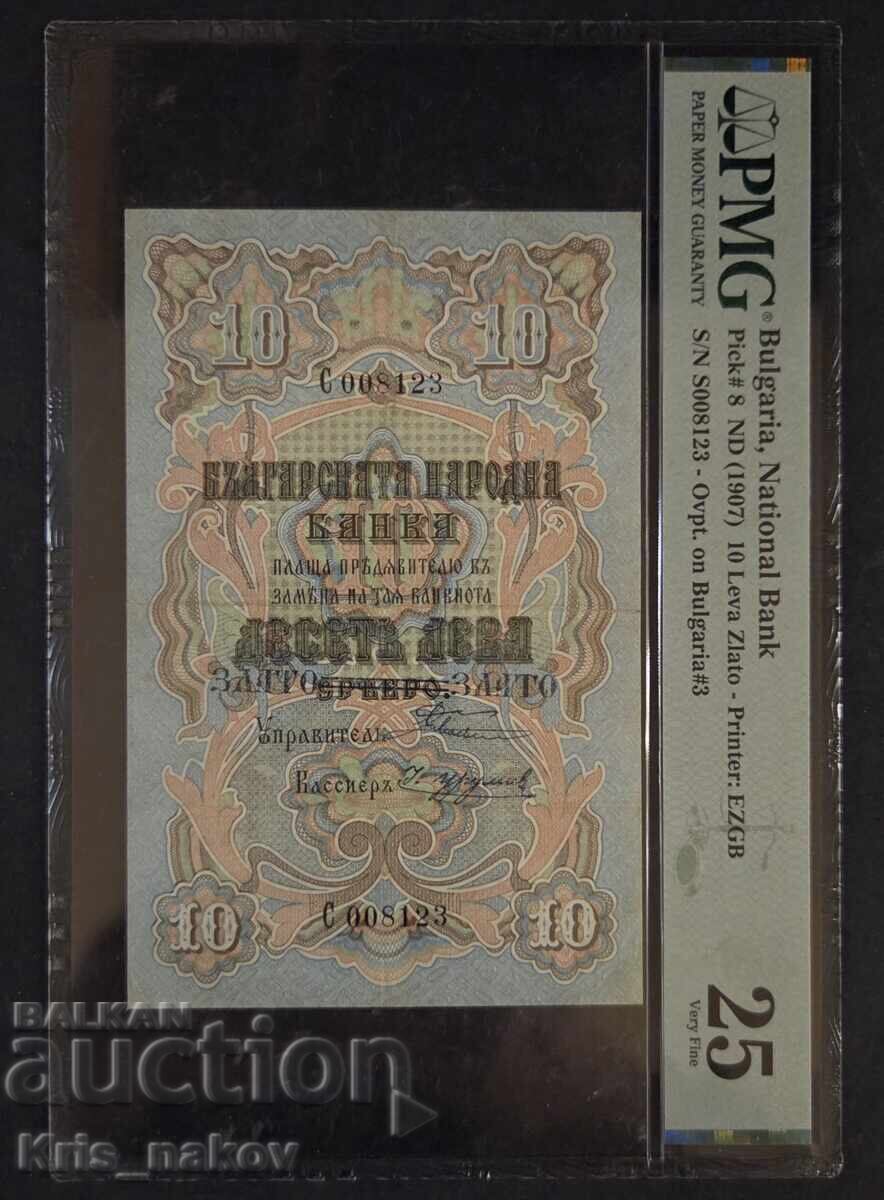 10 10
С 008123
БЪЛГАРСКАТА НАРОДНА
БАНКА
ПЛАЩА ПРѢДЯВИТЕЛЮ ВЪ
ЗАМѢНА НА ТАЯ БАНКНОТА
ДЕСЕТЬ ЛЕВА
ЗЛАТО СРѢБРО. ЗЛАТО
Управитель
Кассиеръ
С 008123
10 10
PMG®
PAPER MONEY GUARANTY
Bulgaria, National Bank
Pick# 8 ND (1907) 10 Leva Zlato - Printer: EZGB
S/N S008123 - Ovpt. on Bulgaria#3
25
Very Fine
BALKAN
auction
Kris_nakov